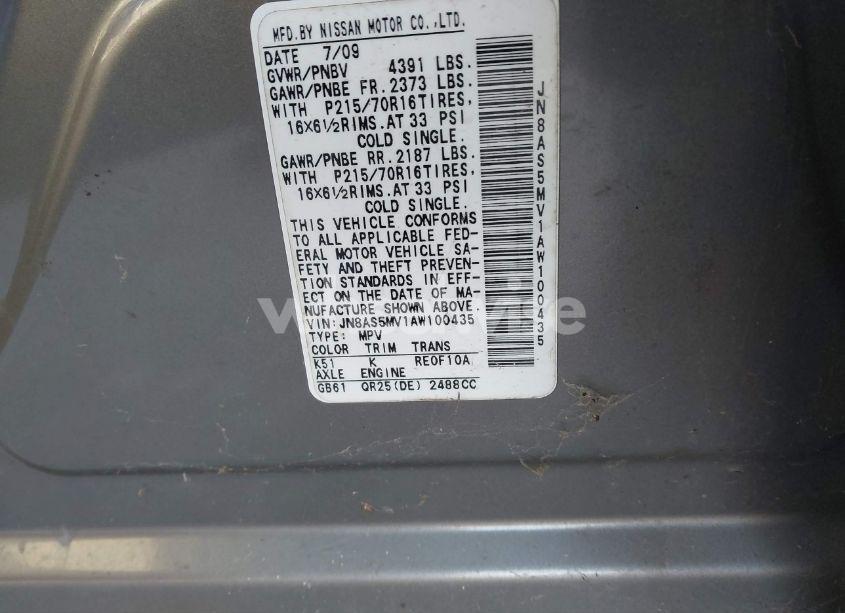 MFD.BY NISSAN MOTOR CO.,LTD.
DATE 7/09
GVWR/PNBV 4391 LBS.
GAWR/PNBE FR. 2373 LBS.
WITH P215/70R16TIRES,
16X6½RIMS.AT 33 PSI
COLD SINGLE.
GAWR/PNBE RR. 2187 LBS.
WITH P215/70R16TIRES,
16X6½RIMS.AT 33 PSI
COLD SINGLE.
THIS VEHICLE CONFORMS
TO ALL APPLICABLE FED-
ERAL MOTOR VEHICLE SA-
FETY AND THEFT PREVEN-
TION STANDARDS IN EFF-
ECT ON THE DATE OF MA-
NUFACTURE SHOWN ABOVE.
VIN:JN8AS5MV1AW100435
TYPE: MPV
COLOR TRIM TRANS
K51 K RE0F10A
AXLE ENGINE
GB61 QR25(DE) 2488CC
JN8AS5MV1AW100435